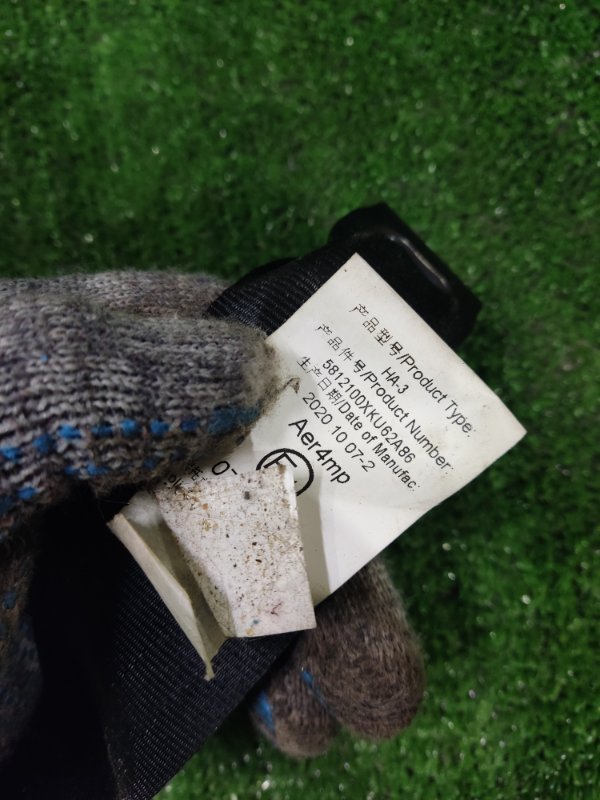 产品型号/Product Type:
HA-3
产品件号/Product Number:
5812100XKU62A86
生产日期/Date of Manufac.
2020 10 07-2
Aer4mp
E